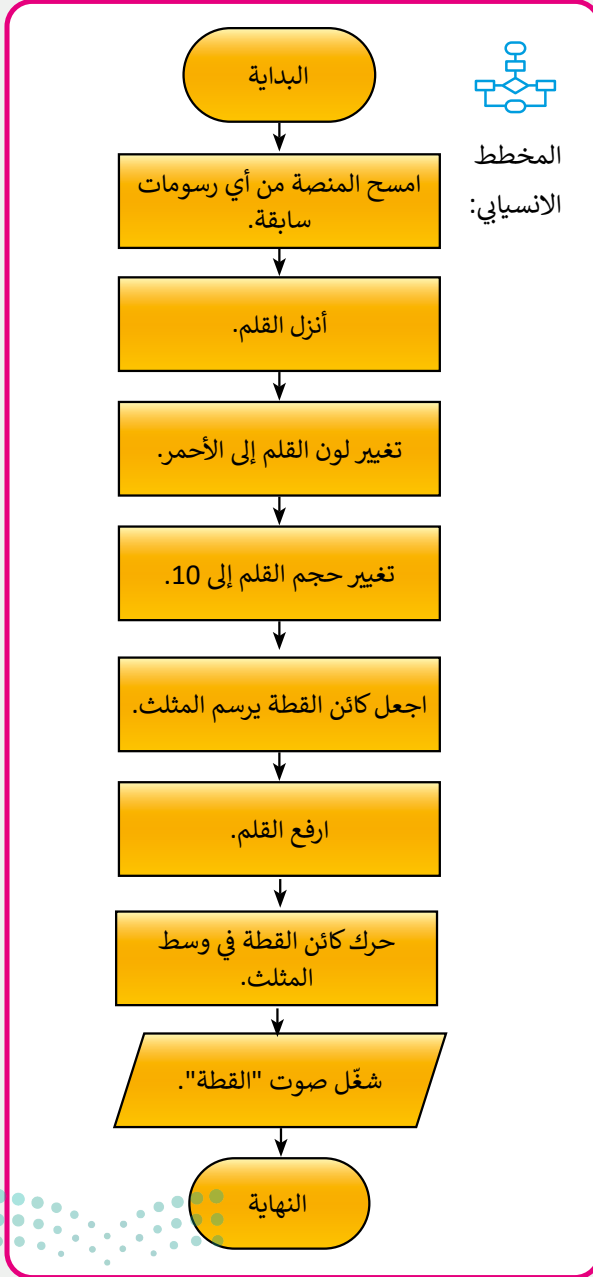 المخطط
الانسيابي:
البداية
امسح المنصة من أي رسومات
سابقة.
أنزل القلم.
تغيير لون القلم إلى الأحمر.
تغيير حجم القلم إلى 10.
اجعل كائن القطة يرسم المثلث.
ارفع القلم.
حرك كائن القطة في وسط
المثلث.
شغّل صوت "القطة".
النهاية